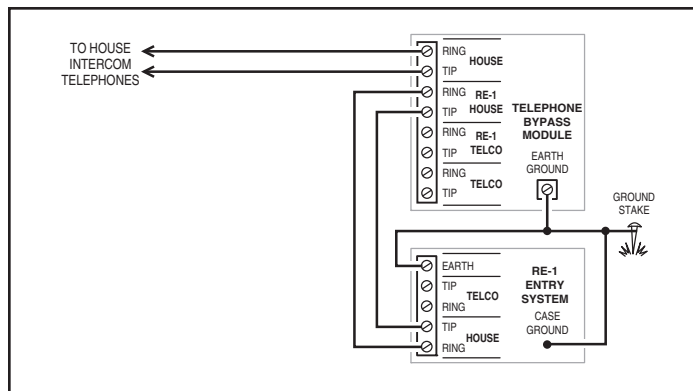 TO HOUSE
INTERCOM
TELEPHONES
RING
HOUSE
TIP
RING
RE-1
HOUSE
TIP
RING
RE-1
TELCO
TIP
RING
TELCO
TIP
TELEPHONE
BYPASS
MODULE
EARTH
GROUND
GROUND
STAKE
EARTH
TIP
TELCO
RING
TIP
HOUSE
RING
RE-1
ENTRY
SYSTEM
CASE
GROUND